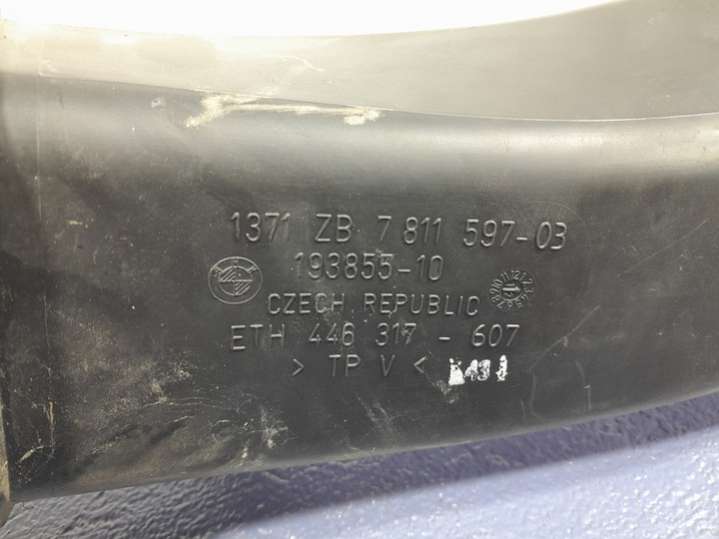 1371 ZB 7 811 597-03
193855-10
CZECH REPUBLIC
ETH 446 317 - 607
> TP V <